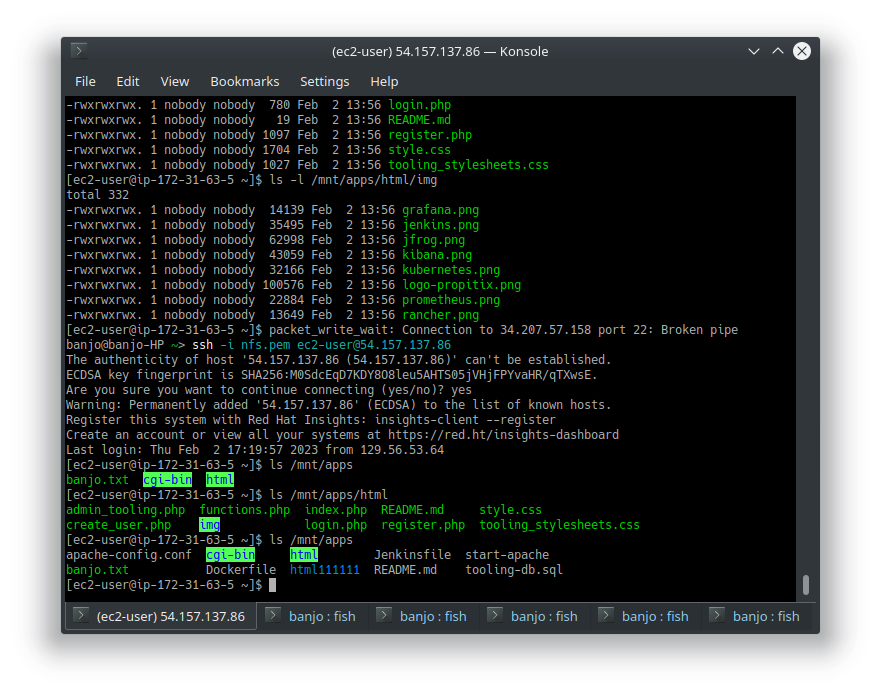 (ec2-user) 54.157.137.86 — Konsole
File Edit View Bookmarks Settings Help
-rwxrwxrwx. 1 nobody nobody  780 Feb  2 13:56 login.php
-rwxrwxrwx. 1 nobody nobody   19 Feb  2 13:56 README.md
-rwxrwxrwx. 1 nobody nobody 1097 Feb  2 13:56 register.php
-rwxrwxrwx. 1 nobody nobody 1704 Feb  2 13:56 style.css
-rwxrwxrwx. 1 nobody nobody 1027 Feb  2 13:56 tooling_stylesheets.css
[ec2-user@ip-172-31-63-5 ~]$ ls -l /mnt/apps/html/img
total 332
-rwxrwxrwx. 1 nobody nobody  14139 Feb  2 13:56 grafana.png
-rwxrwxrwx. 1 nobody nobody  35495 Feb  2 13:56 jenkins.png
-rwxrwxrwx. 1 nobody nobody  62998 Feb  2 13:56 jfrog.png
-rwxrwxrwx. 1 nobody nobody  43059 Feb  2 13:56 kibana.png
-rwxrwxrwx. 1 nobody nobody  32166 Feb  2 13:56 kubernetes.png
-rwxrwxrwx. 1 nobody nobody 100576 Feb  2 13:56 logo-propitix.png
-rwxrwxrwx. 1 nobody nobody  22884 Feb  2 13:56 prometheus.png
-rwxrwxrwx. 1 nobody nobody  13649 Feb  2 13:56 rancher.png
[ec2-user@ip-172-31-63-5 ~]$ packet_write_wait: Connection to 34.207.57.158 port 22: Broken pipe
banjo@banjo-HP ~> ssh -i nfs.pem ec2-user@54.157.137.86
The authenticity of host '54.157.137.86 (54.157.137.86)' can't be established.
ECDSA key fingerprint is SHA256:M0SdcEqD7KDY8O8leu5AHTS05jVHjFPYvaHR/qTXwsE.
Are you sure you want to continue connecting (yes/no)? yes
Warning: Permanently added '54.157.137.86' (ECDSA) to the list of known hosts.
Register this system with Red Hat Insights: insights-client --register
Create an account or view all your systems at https://red.ht/insights-dashboard
Last login: Thu Feb  2 17:19:57 2023 from 129.56.53.64
[ec2-user@ip-172-31-63-5 ~]$ ls /mnt/apps
banjo.txt  cgi-bin  html
[ec2-user@ip-172-31-63-5 ~]$ ls /mnt/apps/html
admin_tooling.php  functions.php  index.php  README.md     style.css
create_user.php    img            login.php  register.php  tooling_stylesheets.css
[ec2-user@ip-172-31-63-5 ~]$ ls /mnt/apps
apache-config.conf  cgi-bin     html        Jenkinsfile  start-apache
banjo.txt           Dockerfile  html111111  README.md    tooling-db.sql
[ec2-user@ip-172-31-63-5 ~]$
(ec2-user) 54.157.137.86 banjo : fish banjo : fish banjo : fish banjo : fish banjo : fish